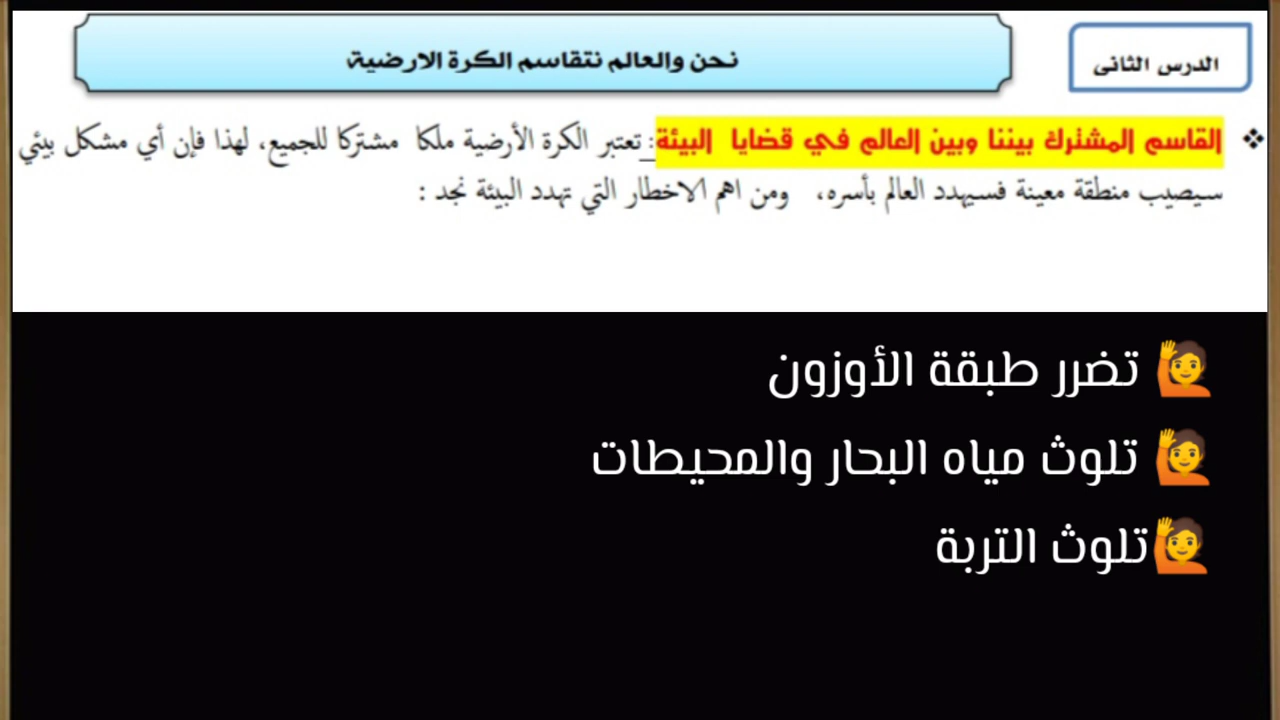 الدرس الثانى
نحن والعالم نتقاسم الكرة الارضية
❖ القاسم المشترك بيننا وبين العالم في قضايا البيئة: تعتبر الكرة الأرضية ملكا مشتركا للجميع، لهذا فإن أي مشكل بيئي
سيصيب منطقة معينة فسيهدد العالم بأسره، ومن اهم الاخطار التي تهدد البيئة نجد :
🙋 تضرر طبقة الأوزون
🙋 تلوث مياه البحار والمحيطات
🙋تلوث التربة